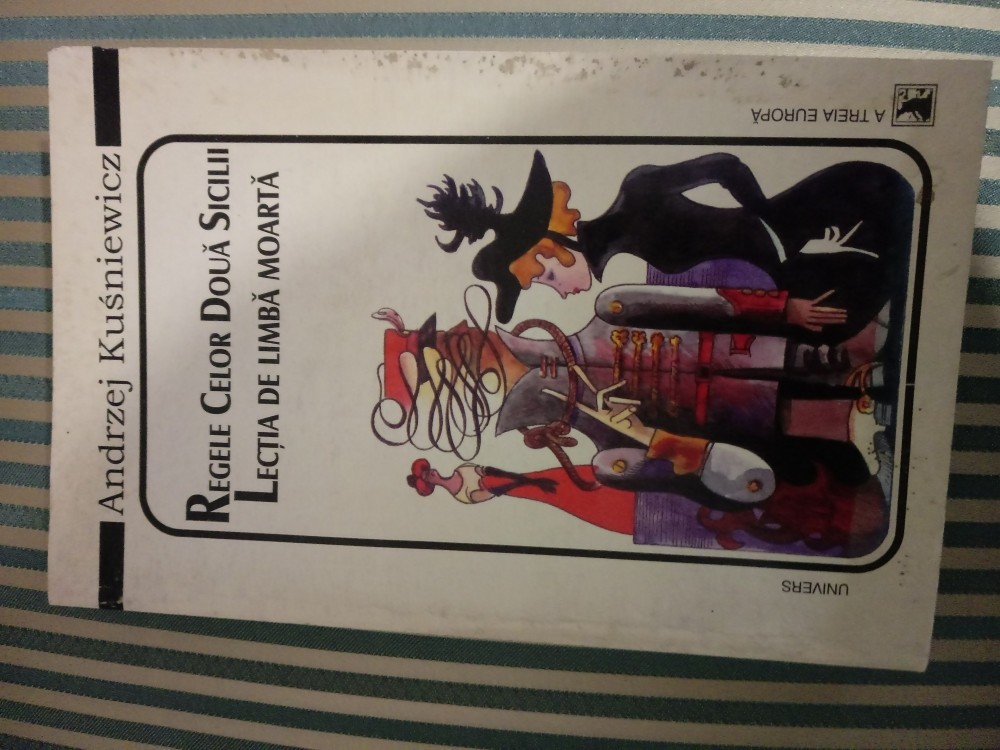 Andrzej Kuśniewicz
REGELE CELOR DOUĂ SICILII
LECȚIA DE LIMBĂ MOARTĂ
UNIVERS
A TREIA EUROPĂ